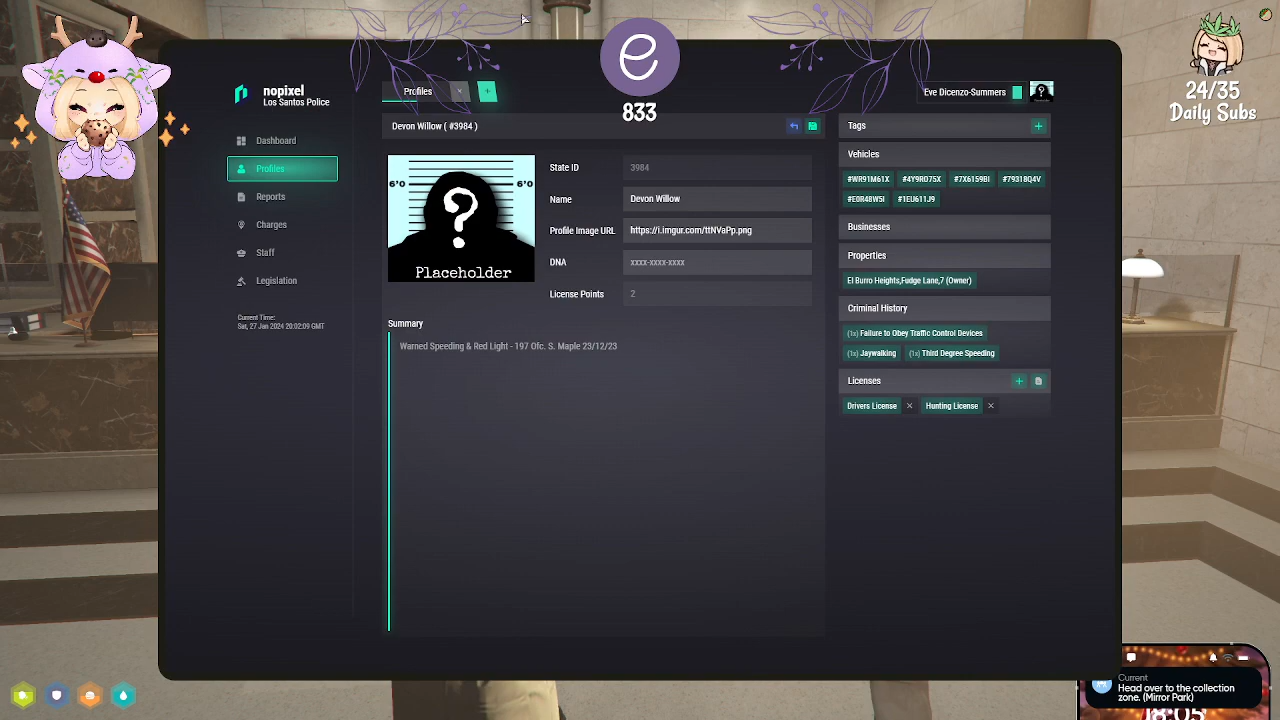 e
833
24/35
Daily Subs
nopixel
Los Santos Police
Dashboard
Profiles
Reports
Charges
Staff
Legislation
Current Time:
Sat, 27 Jan 2024 20:02:09 GMT
Profiles × +
Eve Dicenzo-Summers
Devon Willow ( #3984 )
6'0 6'0
?
Placeholder
State ID 3984
Name Devon Willow
Profile Image URL https://i.imgur.com/ttNVaPp.png
DNA xxxx-xxxx-xxxx
License Points 2
Summary
Warned Speeding & Red Light - 197 Ofc. S. Maple 23/12/23
Tags +
Vehicles
#WR91M61X #4Y9RO75X #7X6159BI #79318Q4V
#E0R48W5I #1EU611J9
Businesses
Properties
El Burro Heights,Fudge Lane,7 (Owner)
Criminal History
(1x) Failure to Obey Traffic Control Devices
(1x) Jaywalking (1x) Third Degree Speeding
Licenses +
Drivers License × Hunting License ×
Current
Head over to the collection
zone. (Mirror Park)
18:05